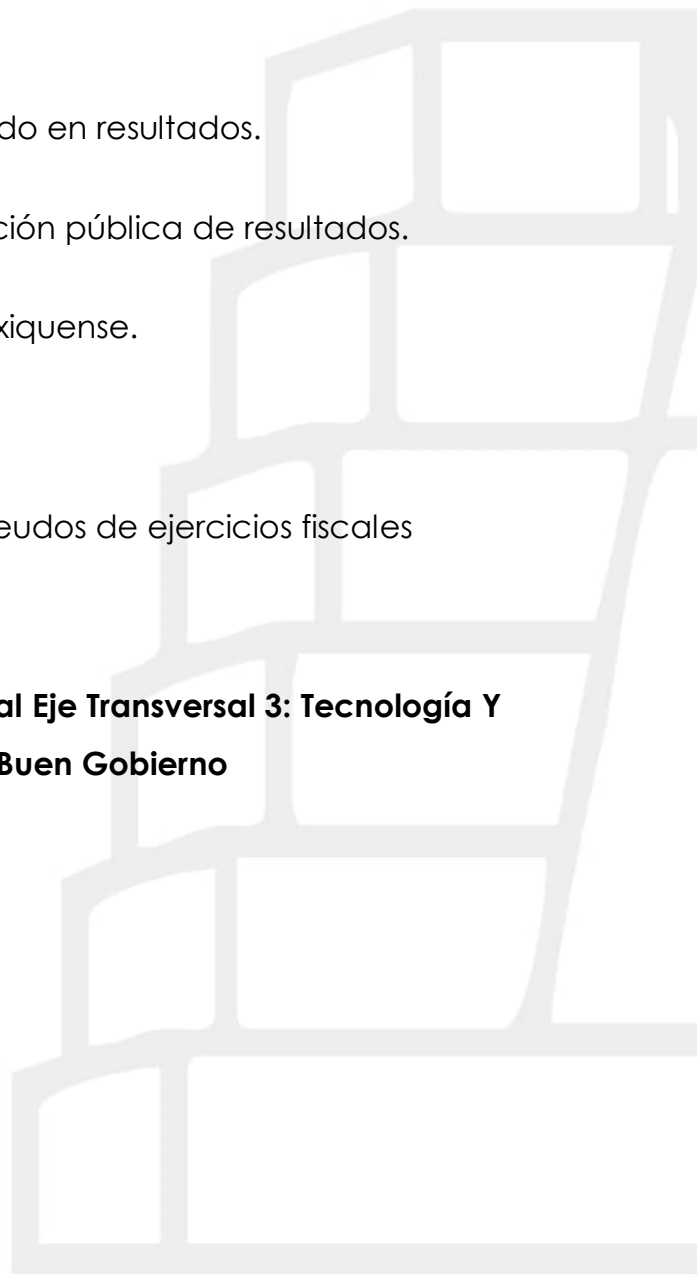 do en resultados.
ción pública de resultados.
xiquense.
eudos de ejercicios fiscales
al Eje Transversal 3: Tecnología Y
Buen Gobierno